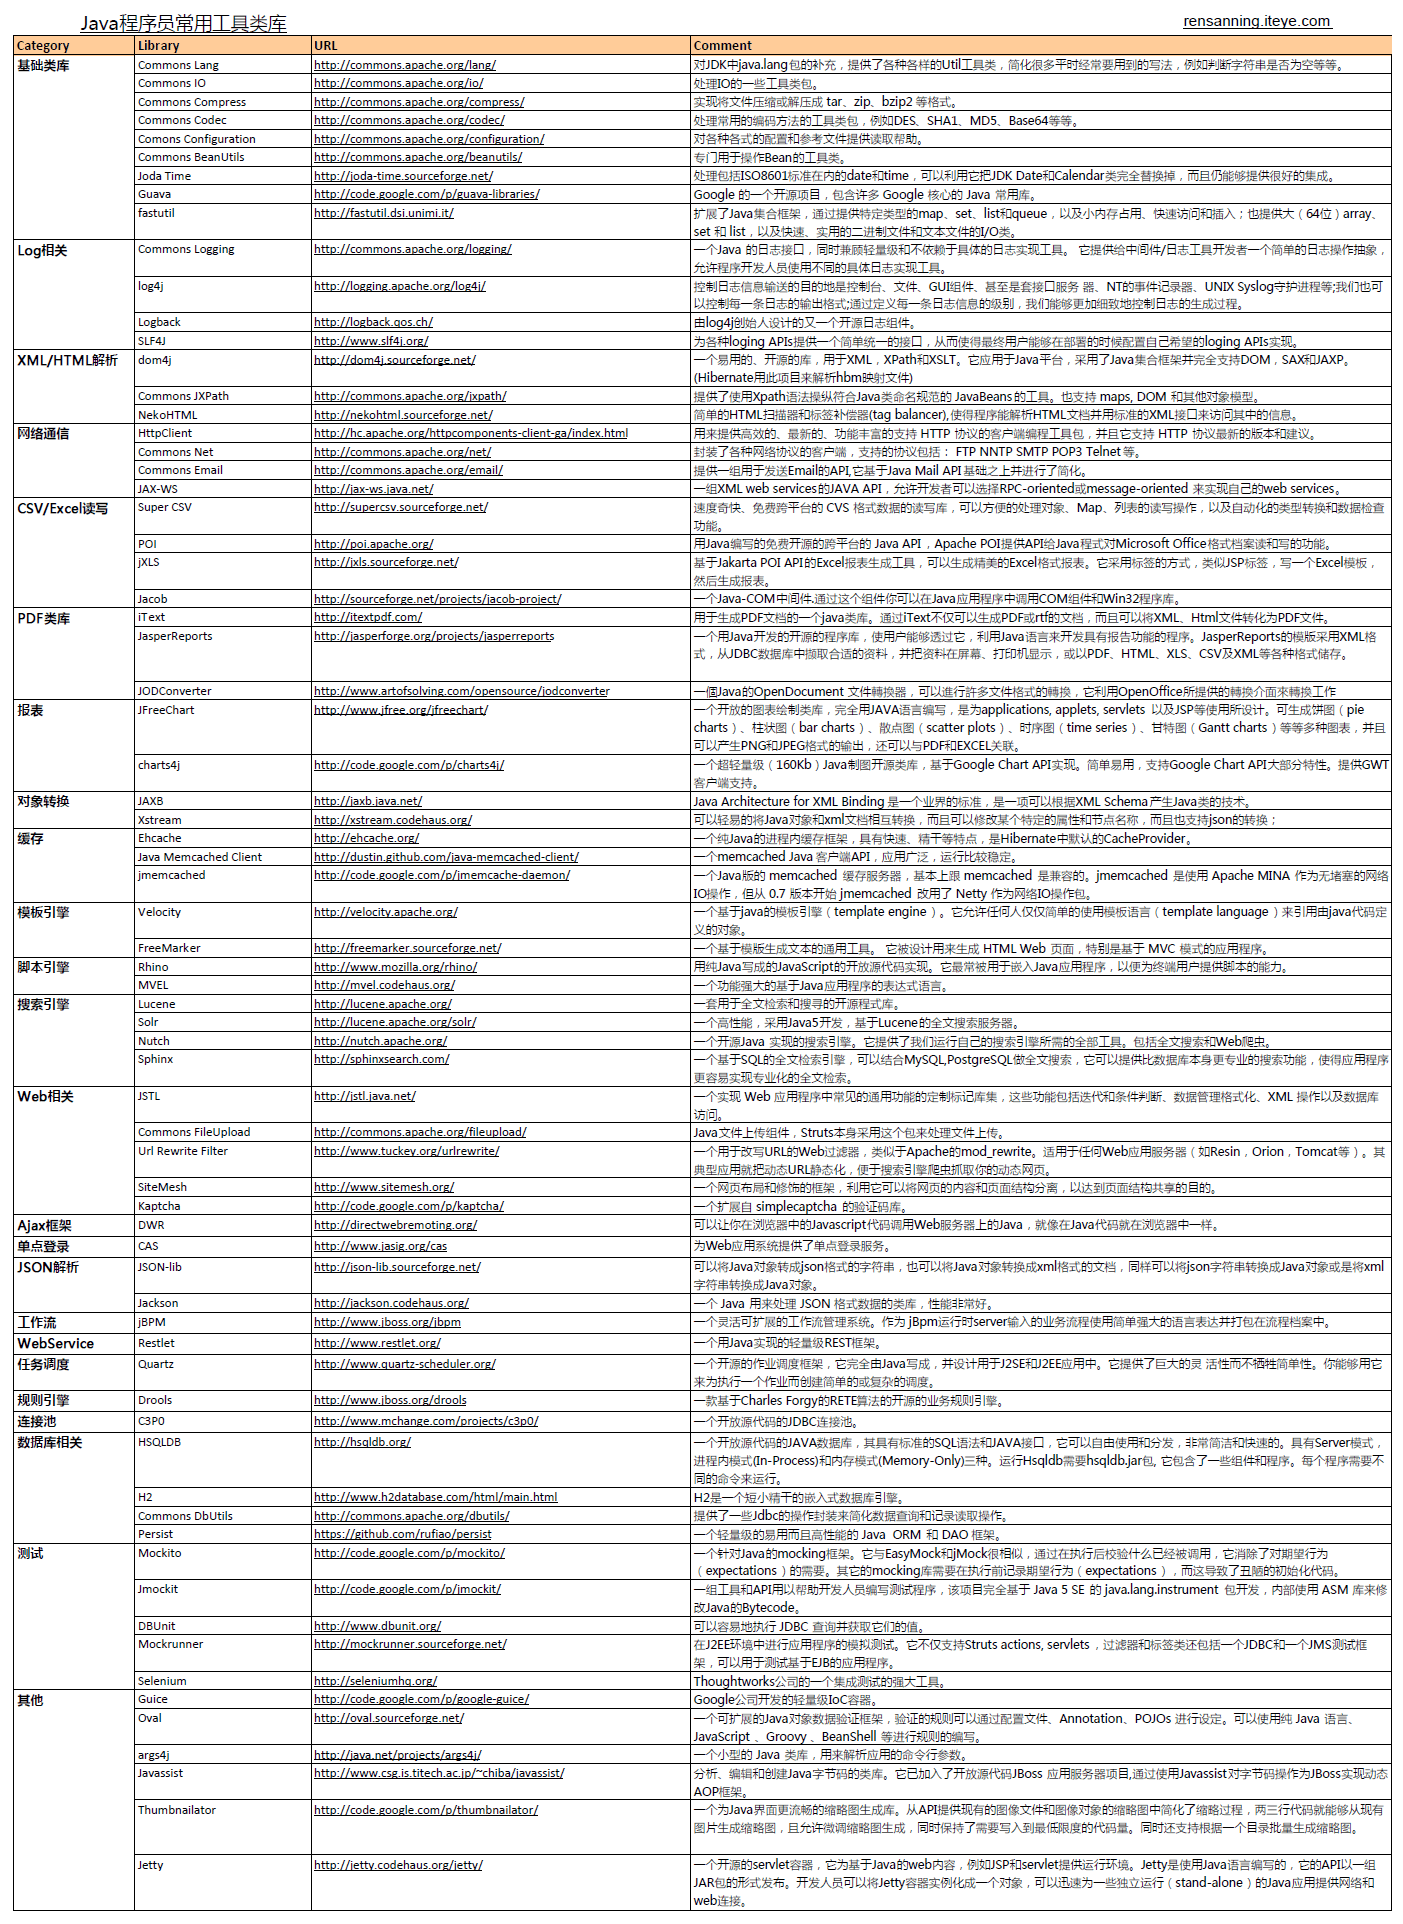 Java程序员常用工具类库
rensanning.iteye.com
Category Library URL Comment
基础类库 Commons Lang http://commons.apache.org/lang/ 对JDK中java.lang包的补充，提供了各种各样的Util工具类，简化很多平时经常要用到的写法，例如判断字符串是否为空等等。
Commons IO http://commons.apache.org/io/ 处理IO的一些工具类包。
Commons Compress http://commons.apache.org/compress/ 实现将文件压缩或解压成 tar、zip、bzip2 等格式。
Commons Codec http://commons.apache.org/codec/ 处理常用的编码方法的工具类包，例如DES、SHA1、MD5、Base64等等。
Comons Configuration http://commons.apache.org/configuration/ 对各种各式的配置和参考文件提供读取帮助。
Commons BeanUtils http://commons.apache.org/beanutils/ 专门用于操作Bean的工具类。
Joda Time http://joda-time.sourceforge.net/ 处理包括ISO8601标准在内的date和time，可以利用它把JDK Date和Calendar类完全替换掉，而且仍能够提供很好的集成。
Guava http://code.google.com/p/guava-libraries/ Google 的一个开源项目，包含许多 Google 核心的 Java 常用库。
fastutil http://fastutil.dsi.unimi.it/ 扩展了Java集合框架，通过提供特定类型的map、set、list和queue，以及小内存占用、快速访问和插入；也提供大（64位）array、
set 和 list，以及快速、实用的二进制文件和文本文件的I/O类。
Log相关 Commons Logging http://commons.apache.org/logging/ 一个Java 的日志接口，同时兼顾轻量级和不依赖于具体的日志实现工具。 它提供给中间件/日志工具开发者一个简单的日志操作抽象，
允许程序开发人员使用不同的具体日志实现工具。
log4j http://logging.apache.org/log4j/ 控制日志信息输送的目的地是控制台、文件、GUI组件、甚至是套接口服务 器、NT的事件记录器、UNIX Syslog守护进程等;我们也可
以控制每一条日志的输出格式;通过定义每一条日志信息的级别，我们能够更加细致地控制日志的生成过程。
Logback http://logback.qos.ch/ 由log4j创始人设计的又一个开源日志组件。
SLF4J http://www.slf4j.org/ 为各种loging APIs提供一个简单统一的接口，从而使得最终用户能够在部署的时候配置自己希望的loging APIs实现。
XML/HTML解析 dom4j http://dom4j.sourceforge.net/ 一个易用的、开源的库，用于XML，XPath和XSLT。它应用于Java平台，采用了Java集合框架并完全支持DOM，SAX和JAXP。
(Hibernate用此项目来解析hbm映射文件)
Commons JXPath http://commons.apache.org/jxpath/ 提供了使用Xpath语法操纵符合Java类命名规范的 JavaBeans的工具。也支持 maps, DOM 和其他对象模型。
NekoHTML http://nekohtml.sourceforge.net/ 简单的HTML扫描器和标签补偿器(tag balancer),使得程序能解析HTML文档并用标准的XML接口来访问其中的信息。
网络通信 HttpClient http://hc.apache.org/httpcomponents-client-ga/index.html 用来提供高效的、最新的、功能丰富的支持 HTTP 协议的客户端编程工具包，并且它支持 HTTP 协议最新的版本和建议。
Commons Net http://commons.apache.org/net/ 封装了各种网络协议的客户端，支持的协议包括： FTP NNTP SMTP POP3 Telnet等。
Commons Email http://commons.apache.org/email/ 提供一组用于发送Email的API,它基于Java Mail API基础之上并进行了简化。
JAX-WS http://jax-ws.java.net/ 一组XML web services的JAVA API，允许开发者可以选择RPC-oriented或message-oriented 来实现自己的web services。
CSV/Excel读写 Super CSV http://supercsv.sourceforge.net/ 速度奇快、免费跨平台的 CVS 格式数据的读写库，可以方便的处理对象、Map、列表的读写操作，以及自动化的类型转换和数据检查
功能。
POI http://poi.apache.org/ 用Java编写的免费开源的跨平台的 Java API，Apache POI提供API给Java程式对Microsoft Office格式档案读和写的功能。
jXLS http://jxls.sourceforge.net/ 基于Jakarta POI API的Excel报表生成工具，可以生成精美的Excel格式报表。它采用标签的方式，类似JSP标签，写一个Excel模板，
然后生成报表。
Jacob http://sourceforge.net/projects/jacob-project/ 一个Java-COM中间件.通过这个组件你可以在Java应用程序中调用COM组件和Win32程序库。
PDF类库 iText http://itextpdf.com/ 用于生成PDF文档的一个java类库。通过iText不仅可以生成PDF或rtf的文档，而且可以将XML、Html文件转化为PDF文件。
JasperReports http://jasperforge.org/projects/jasperreports 一个用Java开发的开源的程序库，使用户能够透过它，利用Java语言来开发具有报告功能的程序。JasperReports的模版采用XML格
式，从JDBC数据库中撷取合适的资料，并把资料在屏幕、打印机显示，或以PDF、HTML、XLS、CSV及XML等各种格式储存。
JODConverter http://www.artofsolving.com/opensource/jodconverter 一個Java的OpenDocument 文件轉換器，可以進行許多文件格式的轉換，它利用OpenOffice所提供的轉換介面來轉換工作
报表 JFreeChart http://www.jfree.org/jfreechart/ 一个开放的图表绘制类库，完全用JAVA语言编写，是为applications, applets, servlets 以及JSP等使用所设计。可生成饼图（pie
charts）、柱状图（bar charts）、散点图（scatter plots）、时序图（time series）、甘特图（Gantt charts）等等多种图表，并且
可以产生PNG和JPEG格式的输出，还可以与PDF和EXCEL关联。
charts4j http://code.google.com/p/charts4j/ 一个超轻量级（160Kb）Java制图开源类库，基于Google Chart API实现。简单易用，支持Google Chart API大部分特性。提供GWT
客户端支持。
对象转换 JAXB http://jaxb.java.net/ Java Architecture for XML Binding 是一个业界的标准，是一项可以根据XML Schema产生Java类的技术。
Xstream http://xstream.codehaus.org/ 可以轻易的将Java对象和xml文档相互转换，而且可以修改某个特定的属性和节点名称，而且也支持json的转换；
缓存 Ehcache http://ehcache.org/ 一个纯Java的进程内缓存框架，具有快速、精干等特点，是Hibernate中默认的CacheProvider。
Java Memcached Client http://dustin.github.com/java-memcached-client/ 一个memcached Java 客户端API，应用广泛，运行比较稳定。
jmemcached http://code.google.com/p/jmemcache-daemon/ 一个Java版的 memcached 缓存服务器，基本上跟 memcached 是兼容的。jmemcached 是使用 Apache MINA 作为无堵塞的网络
IO操作，但从 0.7 版本开始 jmemcached 改用了 Netty 作为网络IO操作包。
模板引擎 Velocity http://velocity.apache.org/ 一个基于java的模板引擎（template engine）。它允许任何人仅仅简单的使用模板语言（template language）来引用由java代码定
义的对象。
FreeMarker http://freemarker.sourceforge.net/ 一个基于模版生成文本的通用工具。 它被设计用来生成 HTML Web 页面，特别是基于 MVC 模式的应用程序。
脚本引擎 Rhino http://www.mozilla.org/rhino/ 用纯Java写成的JavaScript的开放源代码实现。它最常被用于嵌入Java应用程序，以便为终端用户提供脚本的能力。
MVEL http://mvel.codehaus.org/ 一个功能强大的基于Java应用程序的表达式语言。
搜索引擎 Lucene http://lucene.apache.org/ 一套用于全文检索和搜寻的开源程式库。
Solr http://lucene.apache.org/solr/ 一个高性能，采用Java5开发，基于Lucene的全文搜索服务器。
Nutch http://nutch.apache.org/ 一个开源Java 实现的搜索引擎。它提供了我们运行自己的搜索引擎所需的全部工具。包括全文搜索和Web爬虫。
Sphinx http://sphinxsearch.com/ 一个基于SQL的全文检索引擎，可以结合MySQL,PostgreSQL做全文搜索，它可以提供比数据库本身更专业的搜索功能，使得应用程序
更容易实现专业化的全文检索。
Web相关 JSTL http://jstl.java.net/ 一个实现 Web 应用程序中常见的通用功能的定制标记库集，这些功能包括迭代和条件判断、数据管理格式化、XML 操作以及数据库
访问。
Commons FileUpload http://commons.apache.org/fileupload/ Java文件上传组件，Struts本身采用这个包来处理文件上传。
Url Rewrite Filter http://www.tuckey.org/urlrewrite/ 一个用于改写URL的Web过滤器，类似于Apache的mod_rewrite。适用于任何Web应用服务器（如Resin，Orion，Tomcat等）。其
典型应用就把动态URL静态化，便于搜索引擎爬虫抓取你的动态网页。
SiteMesh http://www.sitemesh.org/ 一个网页布局和修饰的框架，利用它可以将网页的内容和页面结构分离，以达到页面结构共享的目的。
Kaptcha http://code.google.com/p/kaptcha/ 一个扩展自 simplecaptcha 的验证码库。
Ajax框架 DWR http://directwebremoting.org/ 可以让你在浏览器中的Javascript代码调用Web服务器上的Java，就像在Java代码就在浏览器中一样。
单点登录 CAS http://www.jasig.org/cas 为Web应用系统提供了单点登录服务。
JSON解析 JSON-lib http://json-lib.sourceforge.net/ 可以将Java对象转成json格式的字符串，也可以将Java对象转换成xml格式的文档，同样可以将json字符串转换成Java对象或是将xml
字符串转换成Java对象。
Jackson http://jackson.codehaus.org/ 一个 Java 用来处理 JSON 格式数据的类库，性能非常好。
工作流 jBPM http://www.jboss.org/jbpm 一个灵活可扩展的工作流管理系统。作为 jBpm运行时server输入的业务流程使用简单强大的语言表达并打包在流程档案中。
WebService Restlet http://www.restlet.org/ 一个用Java实现的轻量级REST框架。
任务调度 Quartz http://www.quartz-scheduler.org/ 一个开源的作业调度框架，它完全由Java写成，并设计用于J2SE和J2EE应用中。它提供了巨大的灵 活性而不牺牲简单性。你能够用它
来为执行一个作业而创建简单的或复杂的调度。
规则引擎 Drools http://www.jboss.org/drools 一款基于Charles Forgy的RETE算法的开源的业务规则引擎。
连接池 C3P0 http://www.mchange.com/projects/c3p0/ 一个开放源代码的JDBC连接池。
数据库相关 HSQLDB http://hsqldb.org/ 一个开放源代码的JAVA数据库，其具有标准的SQL语法和JAVA接口，它可以自由使用和分发，非常简洁和快速的。具有Server模式，
进程内模式(In-Process)和内存模式(Memory-Only)三种。运行Hsqldb需要hsqldb.jar包, 它包含了一些组件和程序。每个程序需要不
同的命令来运行。
H2 http://www.h2database.com/html/main.html H2是一个短小精干的嵌入式数据库引擎。
Commons DbUtils http://commons.apache.org/dbutils/ 提供了一些Jdbc的操作封装来简化数据查询和记录读取操作。
Persist https://github.com/rufiao/persist 一个轻量级的易用而且高性能的 Java ORM 和 DAO 框架。
测试 Mockito http://code.google.com/p/mockito/ 一个针对Java的mocking框架。它与EasyMock和jMock很相似，通过在执行后校验什么已经被调用，它消除了对期望行为
（expectations）的需要。其它的mocking库需要在执行前记录期望行为（expectations），而这导致了丑陋的初始化代码。
Jmockit http://code.google.com/p/jmockit/ 一组工具和API用以帮助开发人员编写测试程序，该项目完全基于 Java 5 SE 的 java.lang.instrument 包开发，内部使用 ASM 库来修
改Java的Bytecode。
DBUnit http://www.dbunit.org/ 可以容易地执行 JDBC 查询并获取它们的值。
Mockrunner http://mockrunner.sourceforge.net/ 在J2EE环境中进行应用程序的模拟测试。它不仅支持Struts actions, servlets，过滤器和标签类还包括一个JDBC和一个JMS测试框
架，可以用于测试基于EJB的应用程序。
Selenium http://seleniumhq.org/ Thoughtworks公司的一个集成测试的强大工具。
其他 Guice http://code.google.com/p/google-guice/ Google公司开发的轻量级IoC容器。
Oval http://oval.sourceforge.net/ 一个可扩展的Java对象数据验证框架，验证的规则可以通过配置文件、Annotation、POJOs 进行设定。可以使用纯 Java 语言、
JavaScript 、Groovy 、BeanShell 等进行规则的编写。
args4j http://java.net/projects/args4j/ 一个小型的 Java 类库，用来解析应用的命令行参数。
Javassist http://www.csg.is.titech.ac.jp/~chiba/javassist/ 分析、编辑和创建Java字节码的类库。它已加入了开放源代码JBoss 应用服务器项目,通过使用Javassist对字节码操作为JBoss实现动态
AOP框架。
Thumbnailator http://code.google.com/p/thumbnailator/ 一个为Java界面更流畅的缩略图生成库。从API提供现有的图像文件和图像对象的缩略图中简化了缩略过程，两三行代码就能够从现有
图片生成缩略图，且允许微调缩略图生成，同时保持了需要写入到最低限度的代码量。同时还支持根据一个目录批量生成缩略图。
Jetty http://jetty.codehaus.org/jetty/ 一个开源的servlet容器，它为基于Java的web内容，例如JSP和servlet提供运行环境。Jetty是使用Java语言编写的，它的API以一组
JAR包的形式发布。开发人员可以将Jetty容器实例化成一个对象，可以迅速为一些独立运行（stand-alone）的Java应用提供网络和
web连接。